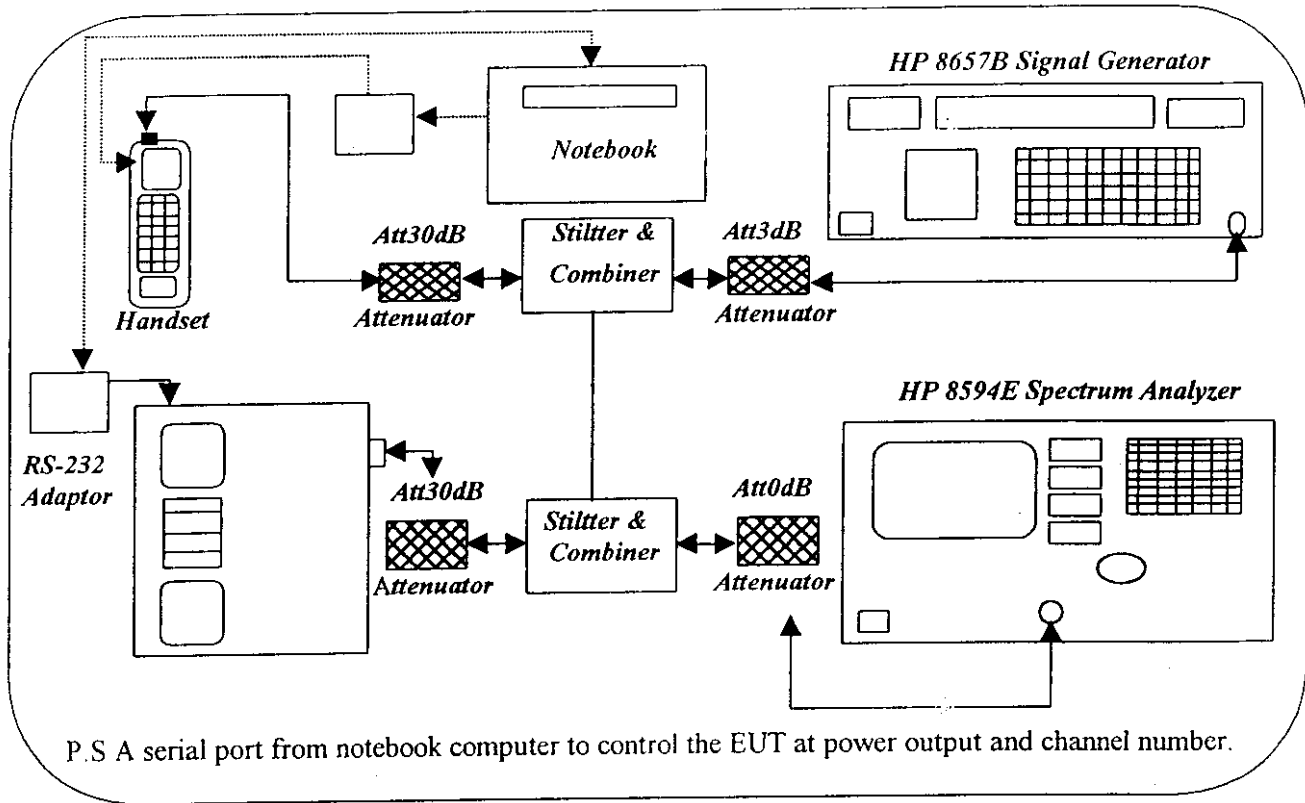 HP 8657B Signal Generator
Notebook
Att30dB
Stiltter &
Combiner
Att3dB
Attenuator
Attenuator
Handset
HP 8594E Spectrum Analyzer
RS-232
Adaptor
Att30dB
Stiltter &
Combiner
Att0dB
Attenuator
Attenuator
P.S A serial port from notebook computer to control the EUT at power output and channel number.